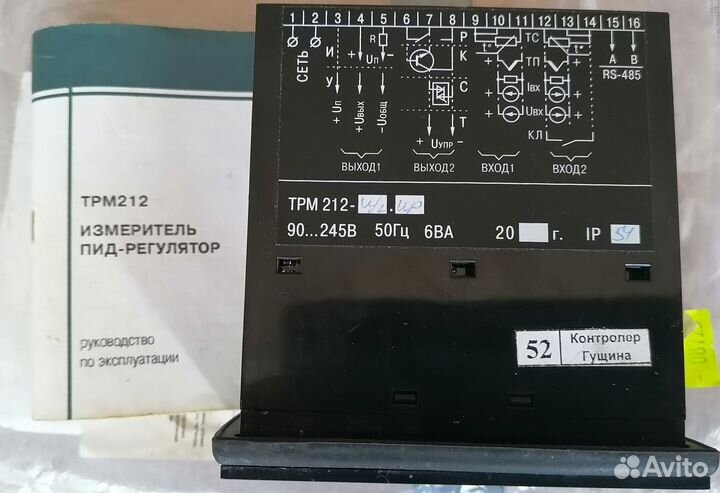 ТРМ212
ИЗМЕРИТЕЛЬ
ПИД-РЕГУЛЯТОР
руководство
по эксплуатации
1 2 3 4 5 6 7 8 9 10 11 12 13 14 15 16
СЕТЬ
R
И Uп
У
+Uп
+Uвых
-Uобщ
ВЫХОД1
Р
К
С
Т
+ Uупр -
ВЫХОД2
t° ТС t°
ТП
Iвх
Uвх
КЛ
ВХОД1
ВХОД2
A B
RS-485
ТРМ 212-
90...245В 50Гц 6ВА 20 г. IP 54
52 Контролер
Гущина
Avito